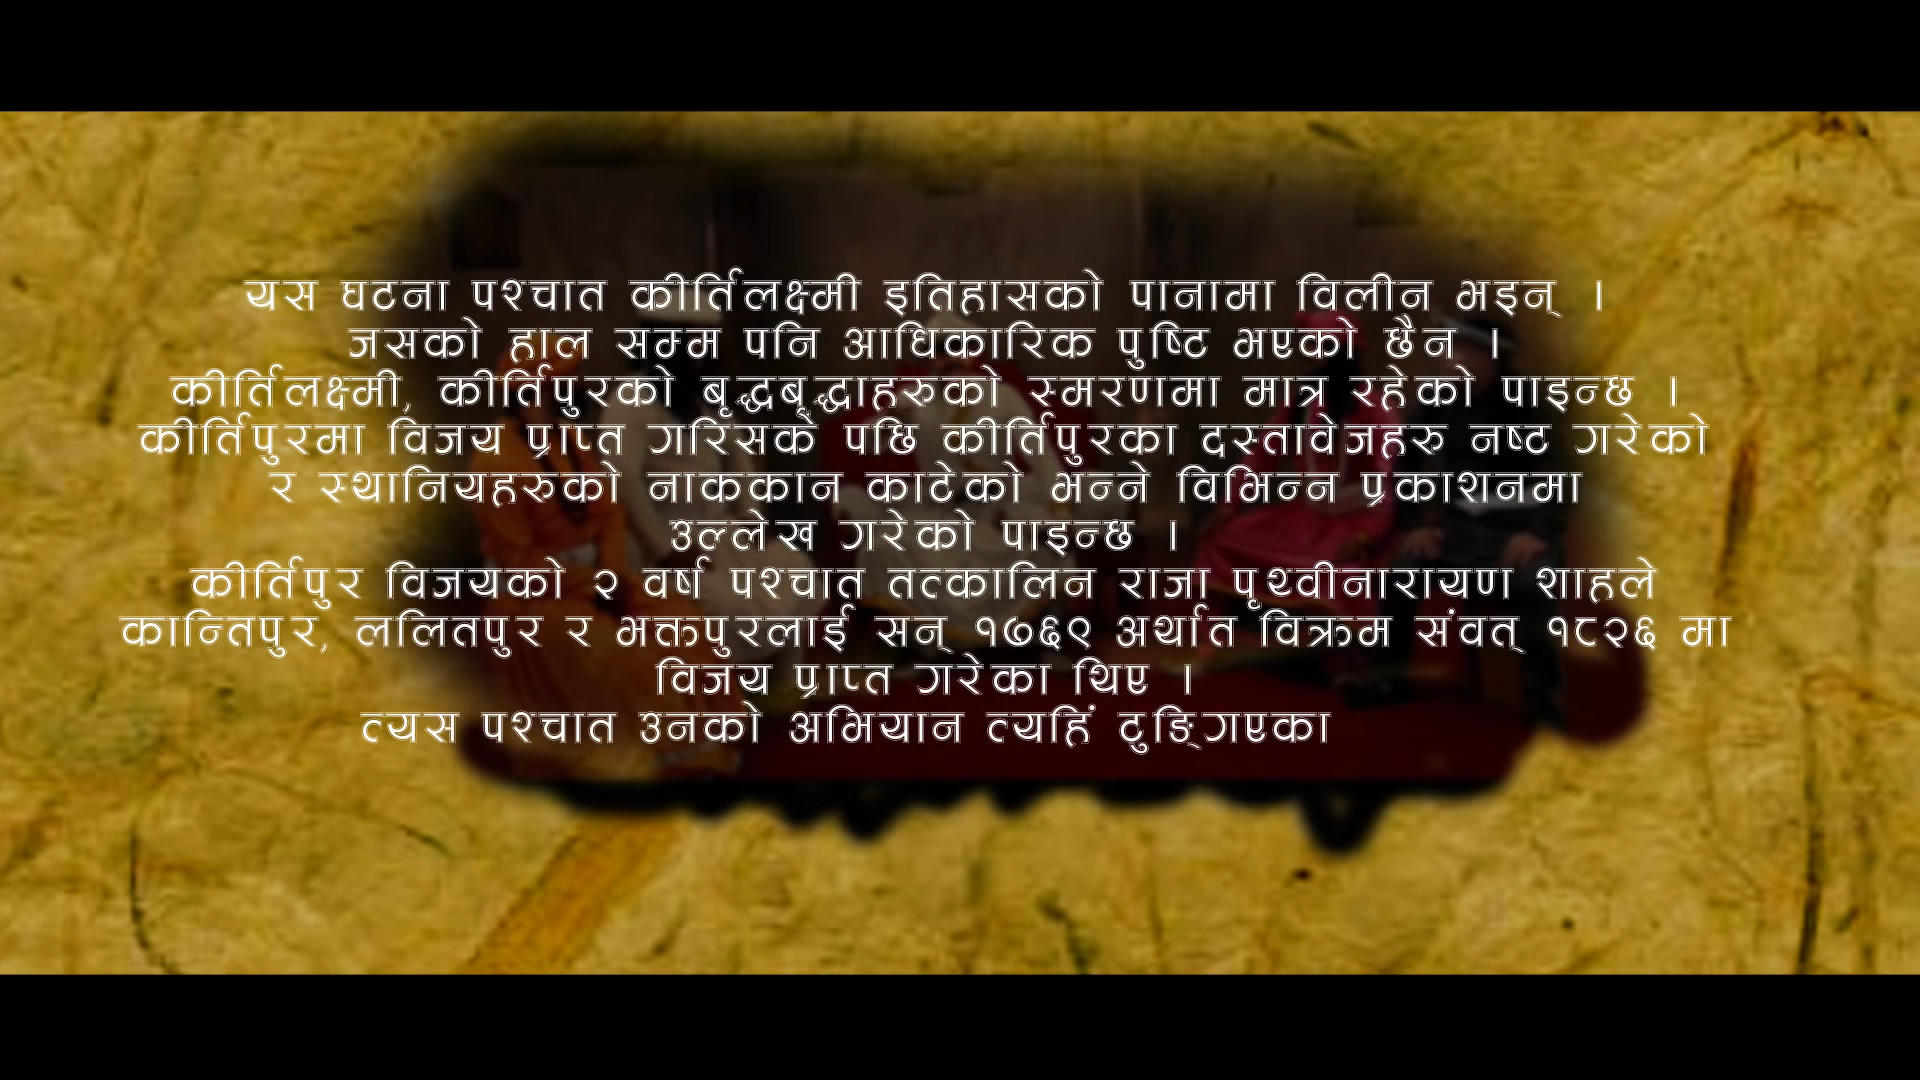 यस घटना पश्चात कीर्तिलक्ष्मी इतिहासको पानामा विलीन भइन् ।
जसको हाल सम्म पनि आधिकारिक पुष्टि भएको छैन ।
कीर्तिलक्ष्मी, कीर्तिपुरको बृद्धबृद्धाहरुको स्मरणमा मात्र रहेको पाइन्छ ।
कीर्तिपुरमा विजय प्राप्त गरिसके पछि कीर्तिपुरका दस्तावेजहरु नष्ट गरेको
र स्थानियहरुको नाककान काटेको भन्ने विभिन्न प्रकाशनमा
उल्लेख गरेको पाइन्छ ।
कीर्तिपुर विजयको २ वर्ष पश्चात तत्कालिन राजा पृथ्वीनारायण शाहले
कान्तिपुर, ललितपुर र भक्तपुरलाई सन् १७६९ अर्थात विक्रम संवत् १८२६ मा
विजय प्राप्त गरेका थिए ।
त्यस पश्चात उनको अभियान त्यहिं टुङ्गिएका